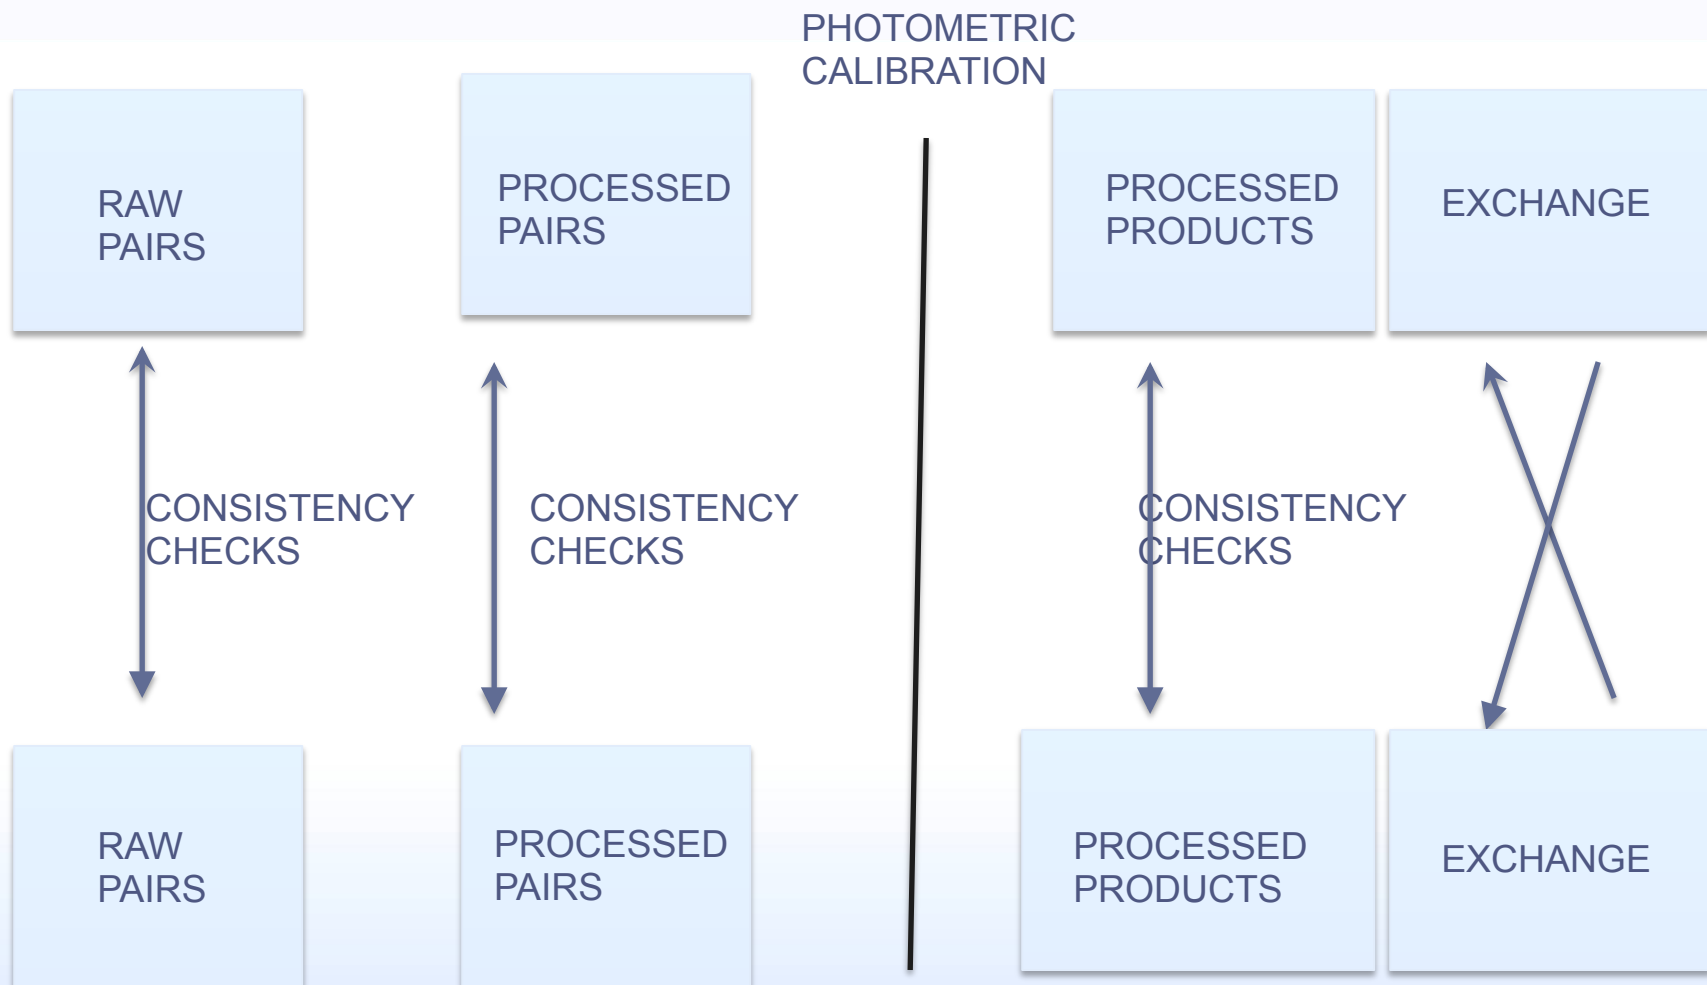 PHOTOMETRIC
CALIBRATION
RAW
PAIRS
PROCESSED
PAIRS
PROCESSED
PRODUCTS
EXCHANGE
CONSISTENCY
CHECKS
CONSISTENCY
CHECKS
CONSISTENCY
CHECKS
RAW
PAIRS
PROCESSED
PAIRS
PROCESSED
PRODUCTS
EXCHANGE